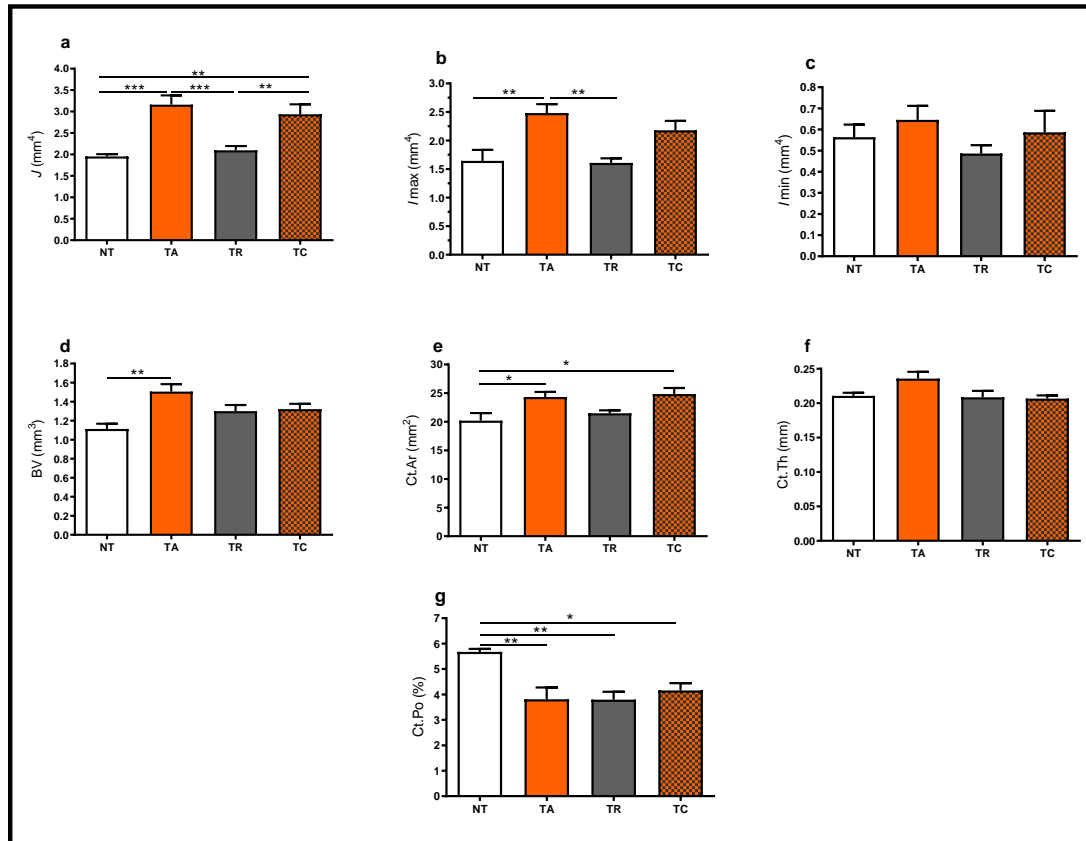 a
**
*** *** **
4.0
3.5
3.0
2.5
2.0
1.5
1.0
0.5
0.0
J (mm4)
NT TA TR TC
b
** **
3.0
2.5
2.0
1.5
1.0
0.5
0.0
I max (mm4)
NT TA TR TC
c
0.8
0.7
0.6
0.5
0.4
0.3
0.2
0.1
0.0
I min (mm4)
NT TA TR TC
d
**
1.8
1.6
1.4
1.2
1.0
0.8
0.6
0.4
0.2
0.0
BV (mm3)
NT TA TR TC
e
*
*
30
25
20
15
10
5
0
Ct.Ar (mm2)
NT TA TR TC
f
0.25
0.20
0.15
0.10
0.05
0.00
Ct.Th (mm)
NT TA TR TC
g
*
**
**
7
6
5
4
3
2
1
0
Ct.Po (%)
NT TA TR TC